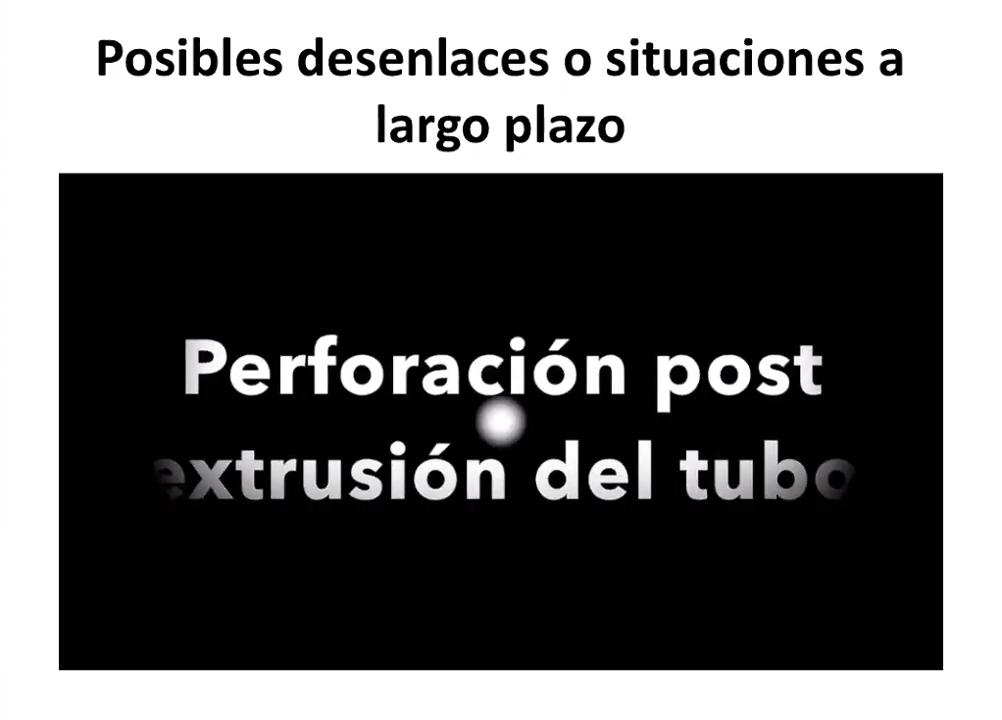 Posibles desenlaces o situaciones a
largo plazo
Perforación post
extrusión del tubo